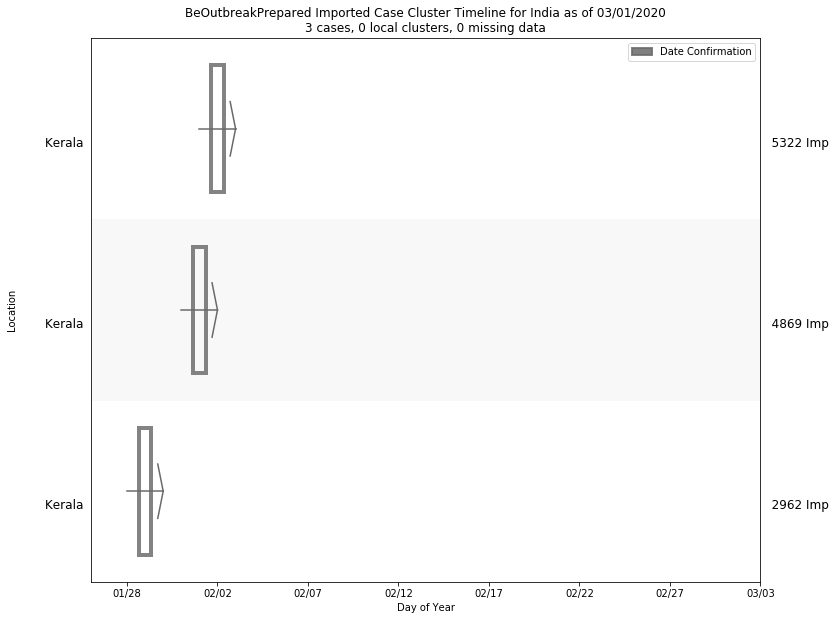 BeOutbreakPrepared Imported Case Cluster Timeline for India as of 03/01/2020
3 cases, 0 local clusters, 0 missing data
Date Confirmation
Kerala
5322 Imp
Kerala
4869 Imp
Location
Kerala
2962 Imp
01/28 02/02 02/07 02/12 02/17 02/22 02/27 03/03
Day of Year